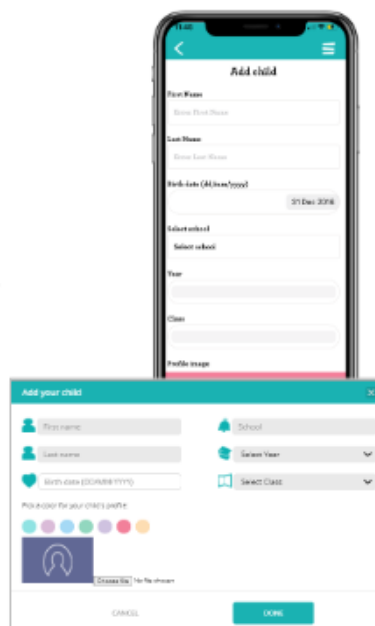 Add child
First Name
Enter First Name
Last Name
Enter Last Name
Birth date (dd/mm/yyyy)
31 Dec 2016
Select school
Select school
Year
Class
Profile image
Add your child
First name
School
Last name
Select Year
Birth date (DD/MM/YYYY)
Select Class
Pick a color for your child's profile
Choose file No file chosen
CANCEL
DONE